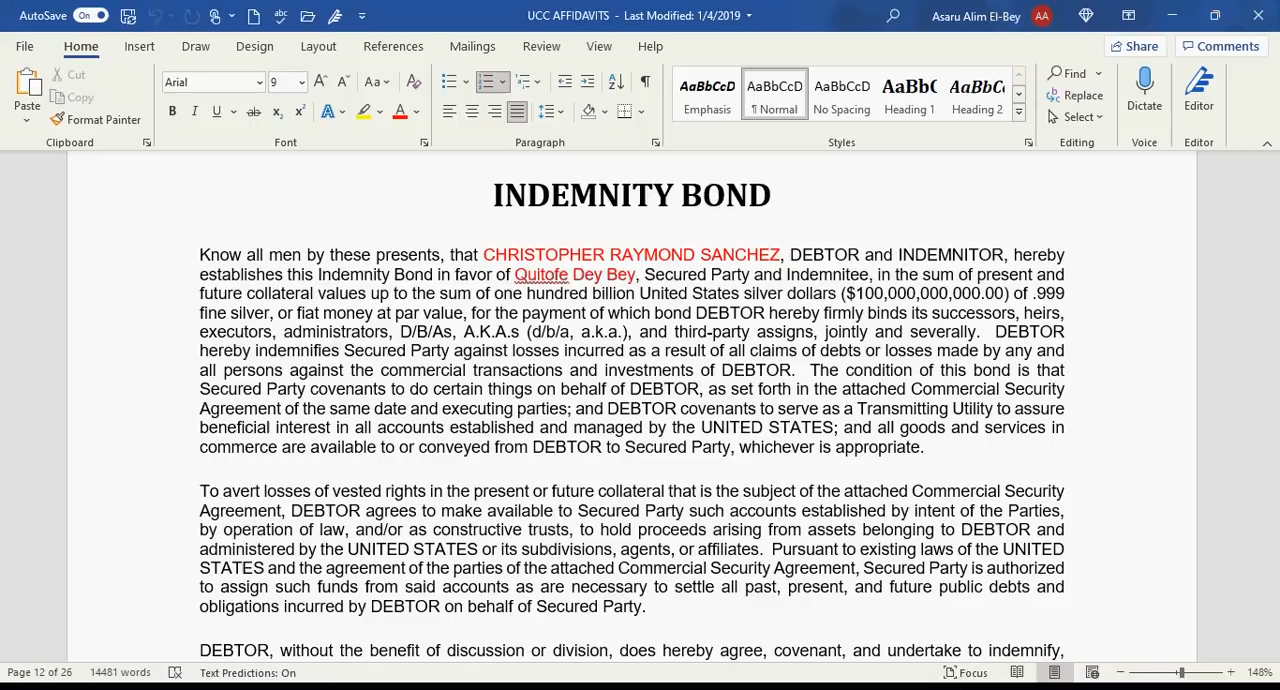 AutoSave On UCC AFFIDAVITS - Last Modified: 1/4/2019 Asaru Alim El-Bey AA
File Home Insert Draw Design Layout References Mailings Review View Help Share Comments
Paste Cut Copy Format Painter
Arial 9 Aa
B I U ab x₂ x² A A
AaBbCcD AaBbCcD AaBbCcD AaBbC AaBbCc
Emphasis ¶ Normal No Spacing Heading 1 Heading 2
Find Replace Select Dictate Editor
Clipboard Font Paragraph Styles Editing Voice Editor
INDEMNITY BOND
Know all men by these presents, that CHRISTOPHER RAYMOND SANCHEZ, DEBTOR and INDEMNITOR, hereby
establishes this Indemnity Bond in favor of Quitofe Dey Bey, Secured Party and Indemnitee, in the sum of present and
future collateral values up to the sum of one hundred billion United States silver dollars ($100,000,000,000.00) of .999
fine silver, or fiat money at par value, for the payment of which bond DEBTOR hereby firmly binds its successors, heirs,
executors, administrators, D/B/As, A.K.A.s (d/b/a, a.k.a.), and third-party assigns, jointly and severally. DEBTOR
hereby indemnifies Secured Party against losses incurred as a result of all claims of debts or losses made by any and
all persons against the commercial transactions and investments of DEBTOR. The condition of this bond is that
Secured Party covenants to do certain things on behalf of DEBTOR, as set forth in the attached Commercial Security
Agreement of the same date and executing parties; and DEBTOR covenants to serve as a Transmitting Utility to assure
beneficial interest in all accounts established and managed by the UNITED STATES; and all goods and services in
commerce are available to or conveyed from DEBTOR to Secured Party, whichever is appropriate.
To avert losses of vested rights in the present or future collateral that is the subject of the attached Commercial Security
Agreement, DEBTOR agrees to make available to Secured Party such accounts established by intent of the Parties,
by operation of law, and/or as constructive trusts, to hold proceeds arising from assets belonging to DEBTOR and
administered by the UNITED STATES or its subdivisions, agents, or affiliates. Pursuant to existing laws of the UNITED
STATES and the agreement of the parties of the attached Commercial Security Agreement, Secured Party is authorized
to assign such funds from said accounts as are necessary to settle all past, present, and future public debts and
obligations incurred by DEBTOR on behalf of Secured Party.
DEBTOR, without the benefit of discussion or division, does hereby agree, covenant, and undertake to indemnify,
Page 12 of 26 14481 words Text Predictions: On Focus 148%